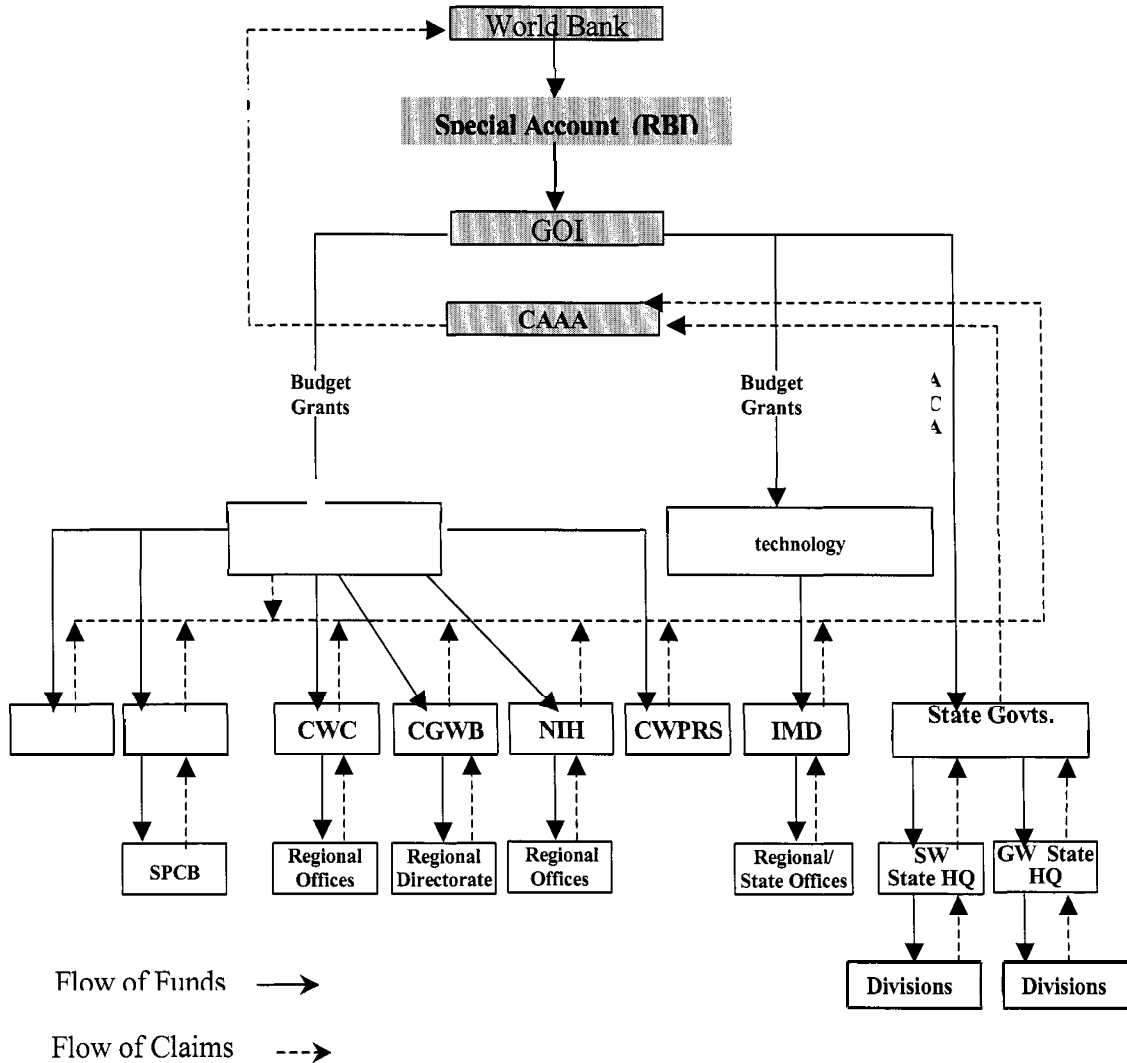 World Bank
Special Account (RBI)
GOI
CAAA
Budget
Grants
Budget
Grants
A
C
A
technology
CWC
CGWB
NIH
CWPRS
IMD
State Govts.
SPCB
Regional
Offices
Regional
Directorate
Regional
Offices
Regional/
State Offices
SW
State HQ
GW State
HQ
Divisions
Divisions
Flow of Funds
Flow of Claims